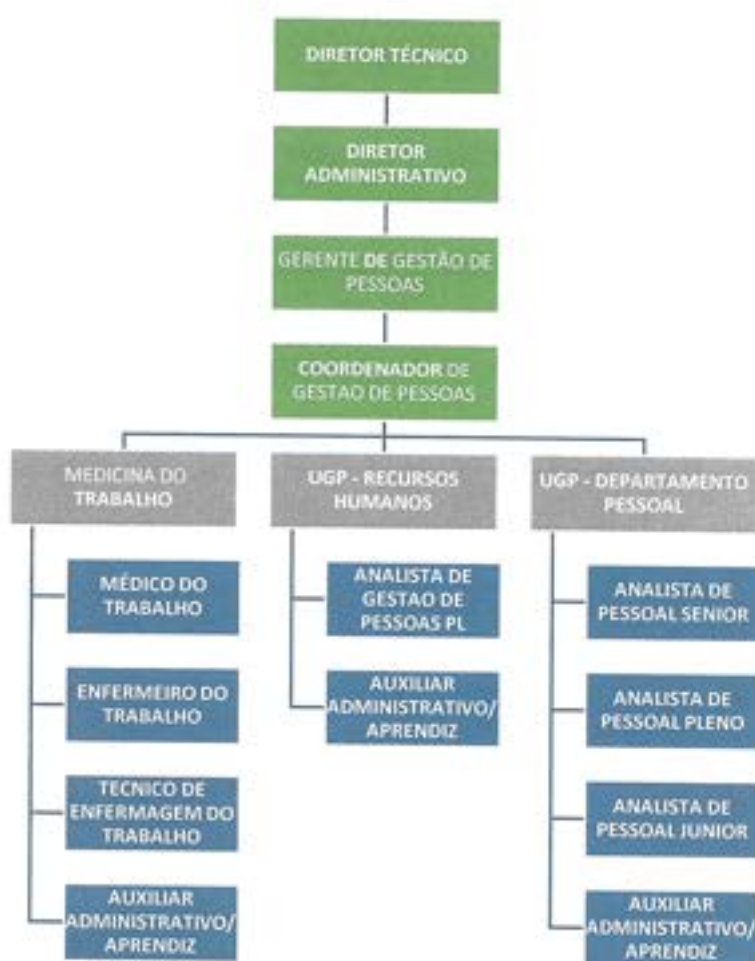 DIRETOR TÉCNICO
DIRETOR
ADMINISTRATIVO
GERENTE DE GESTÃO DE
PESSOAS
COORDENADOR DE
GESTAO DE PESSOAS
MEDICINA DO
TRABALHO
MÉDICO DO
TRABALHO
ENFERMEIRO DO
TRABALHO
TECNICO DE
ENFERMAGEM DO
TRABALHO
AUXILIAR
ADMINISTRATIVO/
APRENDIZ
UGP - RECURSOS
HUMANOS
ANALISTA DE
GESTAO DE
PESSOAS PL
AUXILIAR
ADMINISTRATIVO/
APRENDIZ
UGP - DEPARTAMENTO
PESSOAL
ANALISTA DE
PESSOAL SENIOR
ANALISTA DE
PESSOAL PLENO
ANALISTA DE
PESSOAL JUNIOR
AUXILIAR
ADMINISTRATIVO/
APRENDIZ